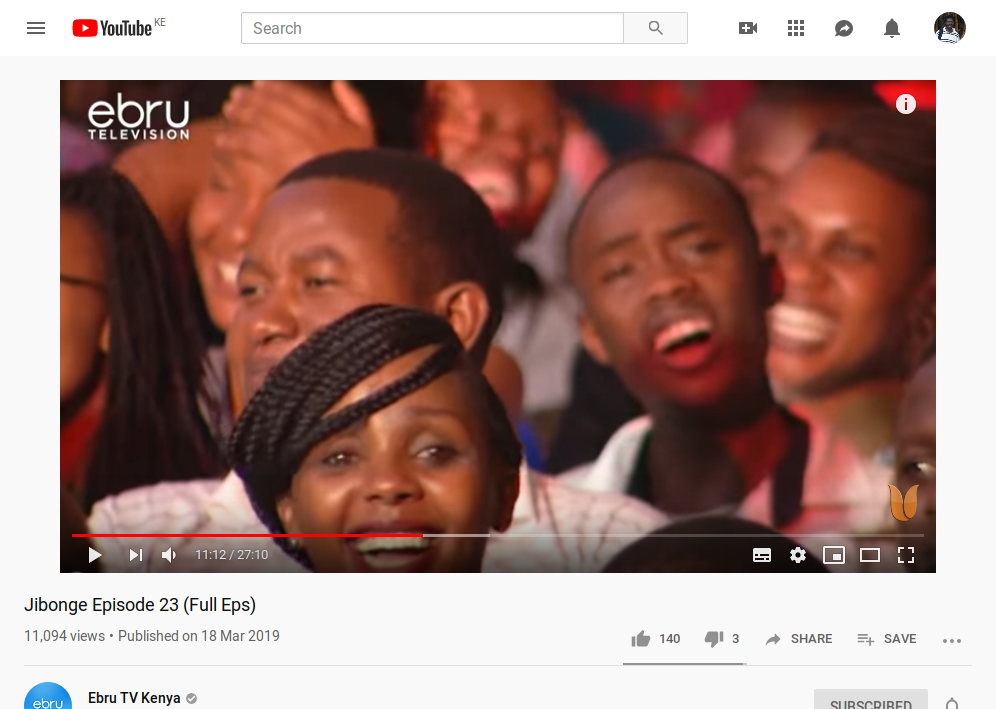 YouTube KE
Search
ebru
TELEVISION
i
11:12 / 27:10
Jibonge Episode 23 (Full Eps)
11,094 views • Published on 18 Mar 2019
140
3
SHARE
SAVE
ebru
Ebru TV Kenya
SUBSCRIBED